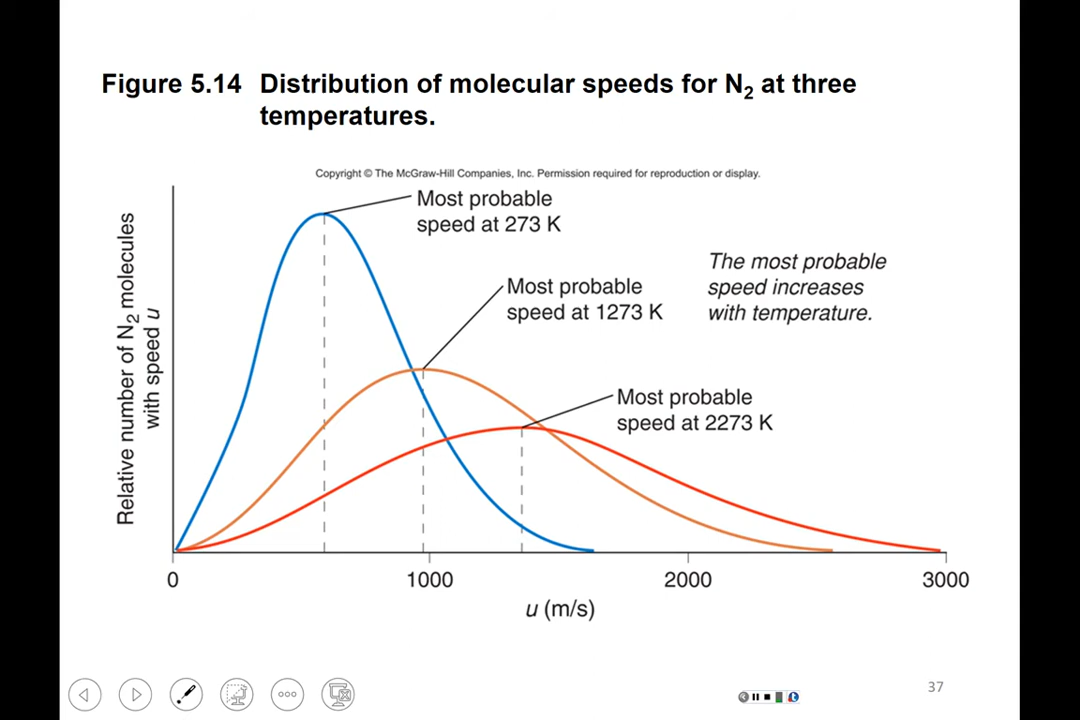 Figure 5.14 Distribution of molecular speeds for N2 at three
temperatures.
Copyright © The McGraw-Hill Companies, Inc. Permission required for reproduction or display.
Most probable
speed at 273 K
The most probable
speed increases
with temperature.
Most probable
speed at 1273 K
Most probable
speed at 2273 K
Relative number of N2 molecules
with speed u
0
1000
2000
3000
u (m/s)
37